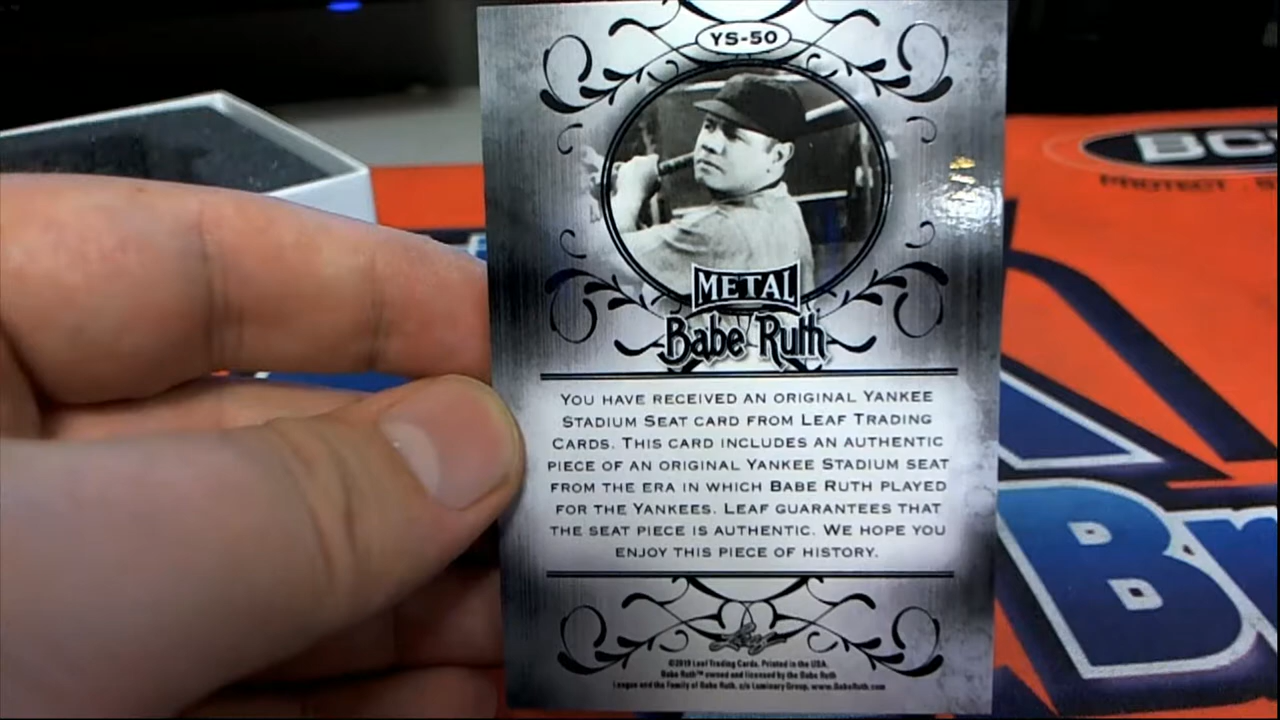 YS-50
BC
PROTECT
METAL
Babe Ruth
YOU HAVE RECEIVED AN ORIGINAL YANKEE
STADIUM SEAT CARD FROM LEAF TRADING
CARDS. THIS CARD INCLUDES AN AUTHENTIC
PIECE OF AN ORIGINAL YANKEE STADIUM SEAT
FROM THE ERA IN WHICH BABE RUTH PLAYED
FOR THE YANKEES. LEAF GUARANTEES THAT
THE SEAT PIECE IS AUTHENTIC. WE HOPE YOU
ENJOY THIS PIECE OF HISTORY.
Br
Leaf
©2019 Leaf Trading Cards. Printed in the USA.
Babe Ruth™ owned and licensed by the Babe Ruth
League and the Family of Babe Ruth, c/o Luminary Group, www.BabeRuth.com